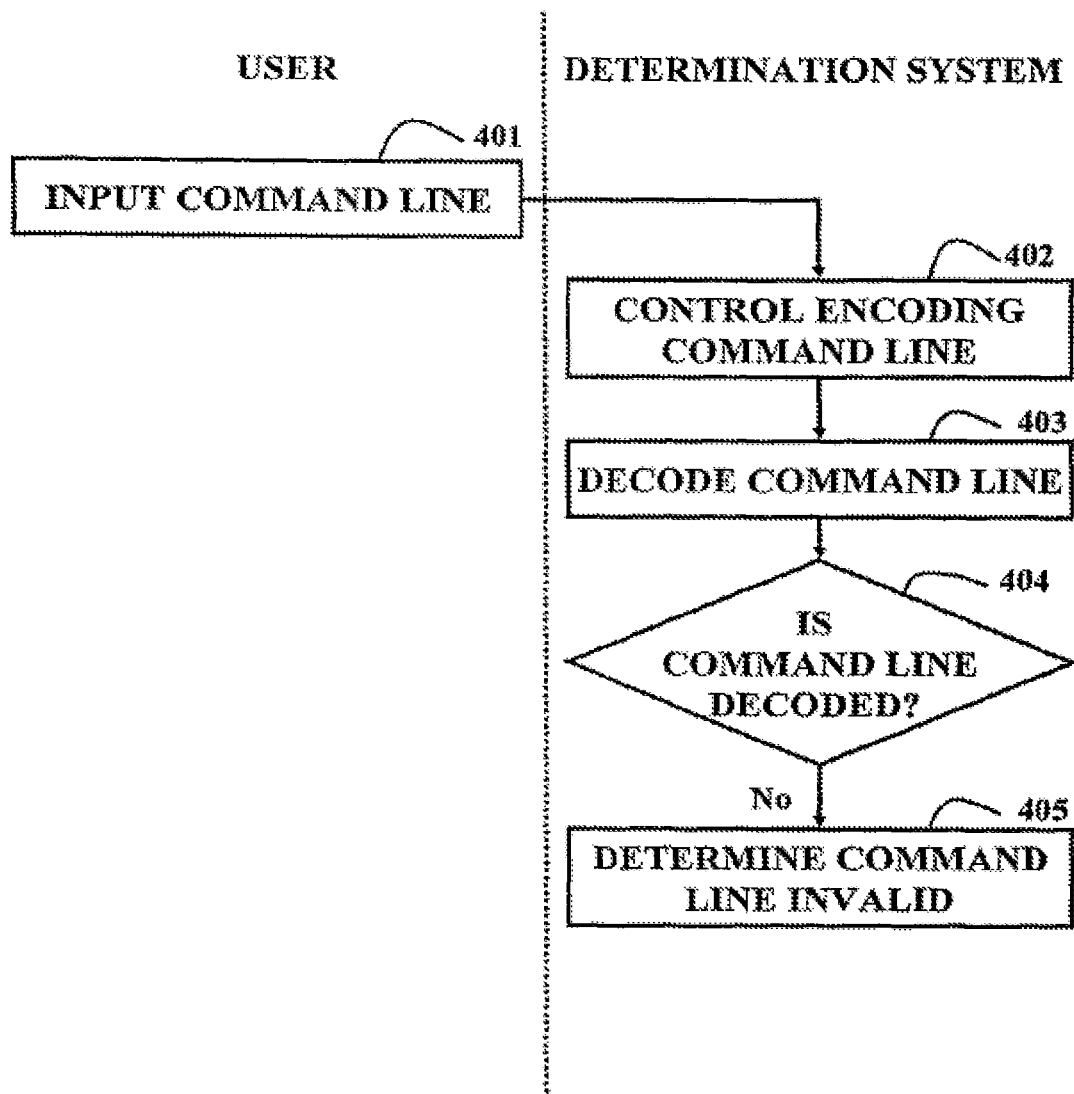 USER
DETERMINATION SYSTEM
401
INPUT COMMAND LINE
402
CONTROL ENCODING
COMMAND LINE
403
DECODE COMMAND LINE
404
IS
COMMAND LINE
DECODED?
No
405
DETERMINE COMMAND
LINE INVALID